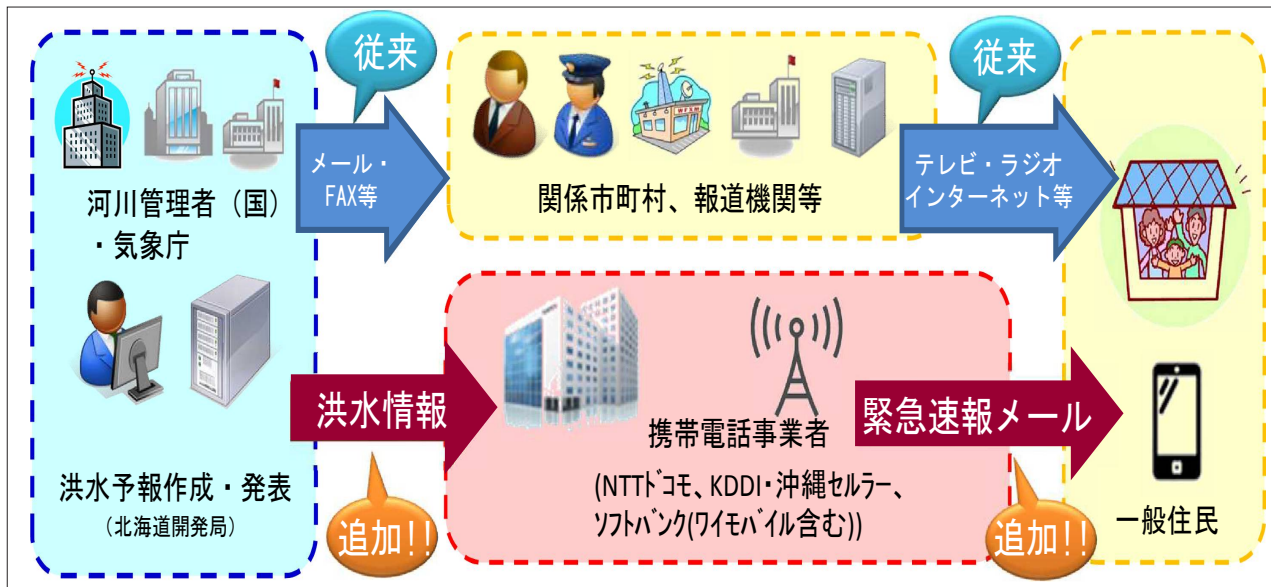 従来
メール・
FAX等
河川管理者（国）
・気象庁
洪水予報作成・発表
（北海道開発局）
関係市町村、報道機関等
従来
テレビ・ラジオ
インターネット等
洪水情報
追加!!
携帯電話事業者
(NTTﾄﾞｺﾓ、KDDI・沖縄ｾﾙﾗｰ、
ｿﾌﾄﾊﾞﾝｸ(ﾜｲﾓﾊﾞｲﾙ含む))
緊急速報メール
追加!!
一般住民